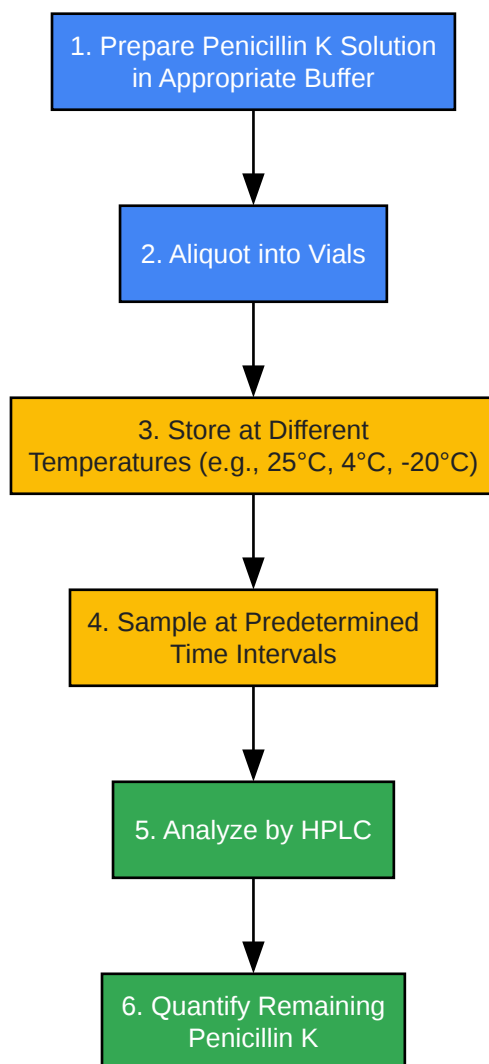 1. Prepare Penicillin K Solution
in Appropriate Buffer
2. Aliquot into Vials
3. Store at Different
Temperatures (e.g., 25°C, 4°C, -20°C)
4. Sample at Predetermined
Time Intervals
5. Analyze by HPLC
6. Quantify Remaining
Penicillin K